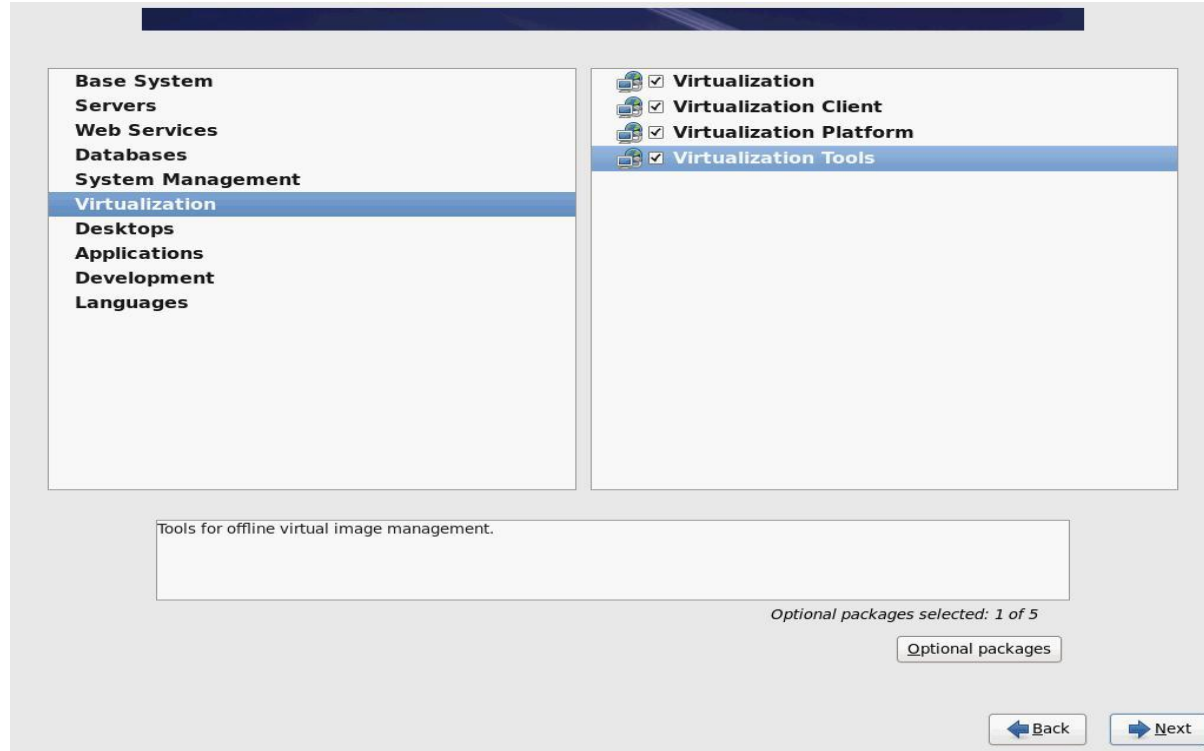 Base System
Servers
Web Services
Databases
System Management
Virtualization
Desktops
Applications
Development
Languages
Virtualization
Virtualization Client
Virtualization Platform
Virtualization Tools
Tools for offline virtual image management.
Optional packages selected: 1 of 5
Optional packages
Back
Next